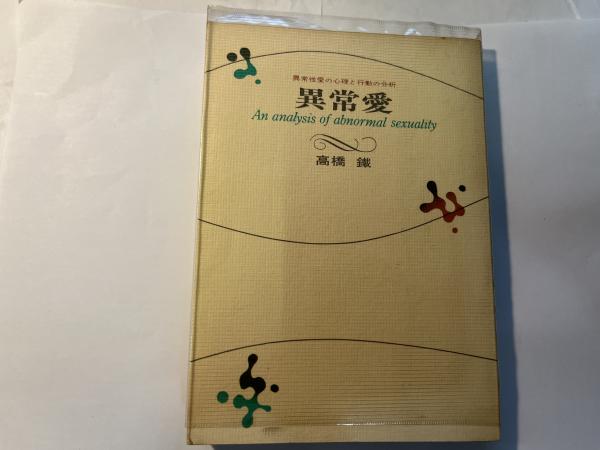 異常性愛の心理と行動の分析
異常愛
An analysis of abnormal sexuality
高橋 鐵